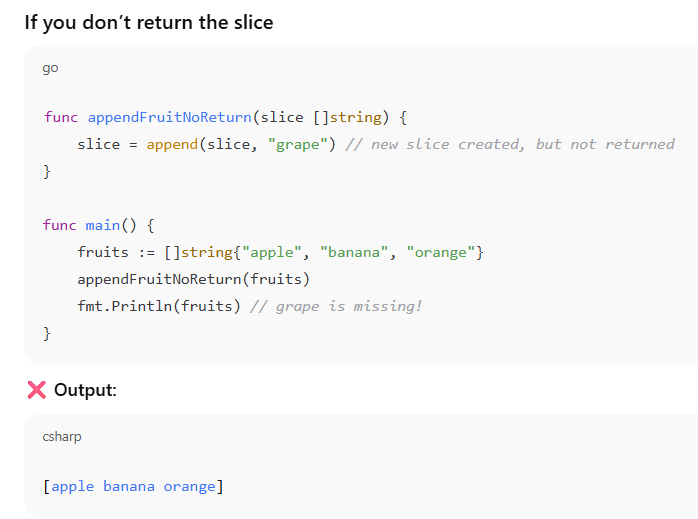 If you don’t return the slice
go
func appendFruitNoReturn(slice []string) {
    slice = append(slice, "grape") // new slice created, but not returned
}
func main() {
    fruits := []string{"apple", "banana", "orange"}
    appendFruitNoReturn(fruits)
    fmt.Println(fruits) // grape is missing!
}
❌ Output:
csharp
[apple banana orange]